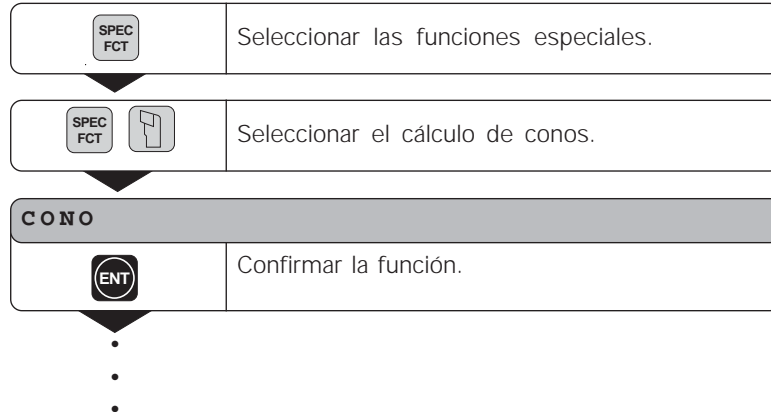 SPEC
FCT
Seleccionar las funciones especiales.
SPEC
FCT
Seleccionar el cálculo de conos.
CONO
ENT
Confirmar la función.